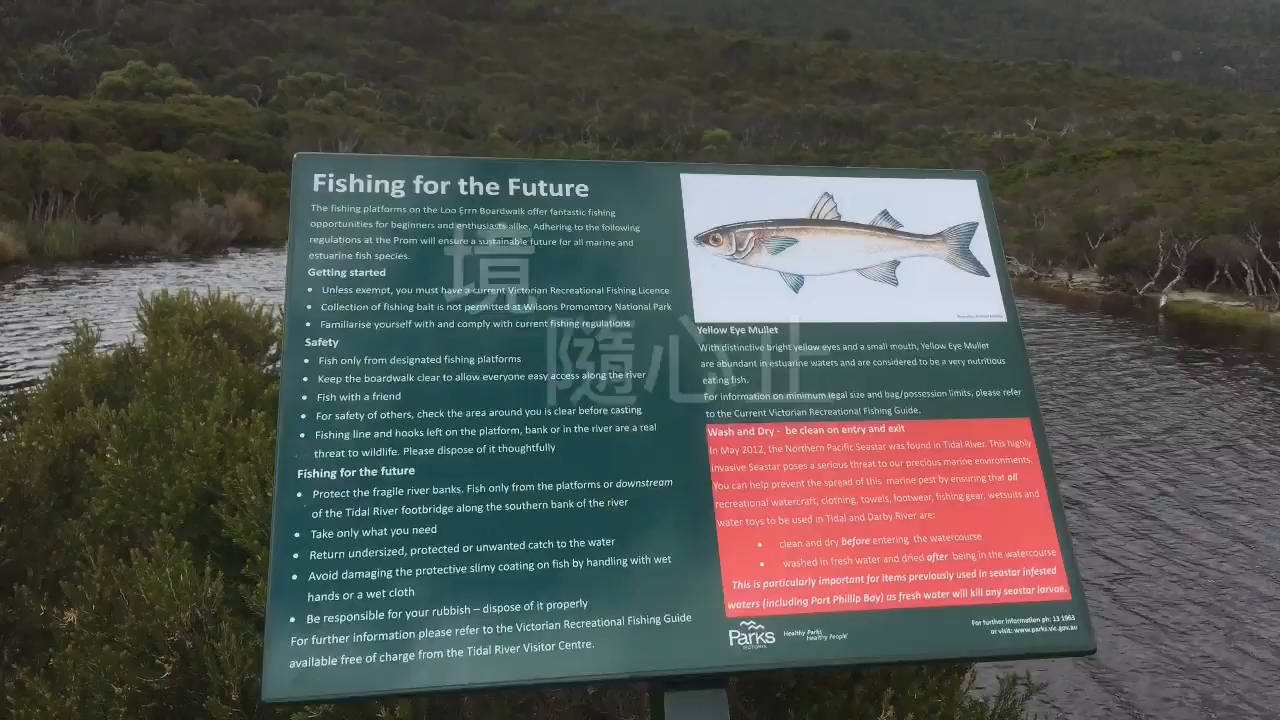 Fishing for the Future
The fishing platforms on the Loo Errn Boardwalk offer fantastic fishing
opportunities for beginners and enthusiasts alike. Adhering to the following
regulations at the Prom will ensure a sustainable future for all marine and
estuarine fish species.
Getting started
• Unless exempt, you must have a current Victorian Recreational Fishing Licence
• Collection of fishing bait is not permitted at Wilsons Promontory National Park
• Familiarise yourself with and comply with current fishing regulations
Safety
• Fish only from designated fishing platforms
• Keep the boardwalk clear to allow everyone easy access along the river
• Fish with a friend
• For safety of others, check the area around you is clear before casting
• Fishing line and hooks left on the platform, bank or in the river are a real
threat to wildlife. Please dispose of it thoughtfully
Fishing for the future
• Protect the fragile river banks. Fish only from the platforms or downstream
of the Tidal River footbridge along the southern bank of the river
• Take only what you need
• Return undersized, protected or unwanted catch to the water
• Avoid damaging the protective slimy coating on fish by handling with wet
hands or a wet cloth
• Be responsible for your rubbish – dispose of it properly
For further information please refer to the Victorian Recreational Fishing Guide
available free of charge from the Tidal River Visitor Centre.
Yellow Eye Mullet
With distinctive bright yellow eyes and a small mouth, Yellow Eye Mullet
are abundant in estuarine waters and are considered to be a very nutritious
eating fish.
For information on minimum legal size and bag/possession limits, please refer
to the Current Victorian Recreational Fishing Guide.
Wash and Dry - be clean on entry and exit
In May 2012, the Northern Pacific Seastar was found in Tidal River. This highly
invasive Seastar poses a serious threat to our precious marine environments.
You can help prevent the spread of this marine pest by ensuring that all
recreational watercraft, clothing, towels, footwear, fishing gear, wetsuits and
water toys to be used in Tidal and Darby River are:
• clean and dry before entering the watercourse
• washed in fresh water and dried after being in the watercourse
This is particularly important for items previously used in seastar infested
waters (including Port Phillip Bay) as fresh water will kill any seastar larvae.
Parks
VICTORIA
Healthy Parks
Healthy People
For further information ph: 13 1963
or visit: www.parks.vic.gov.au
境
隨心